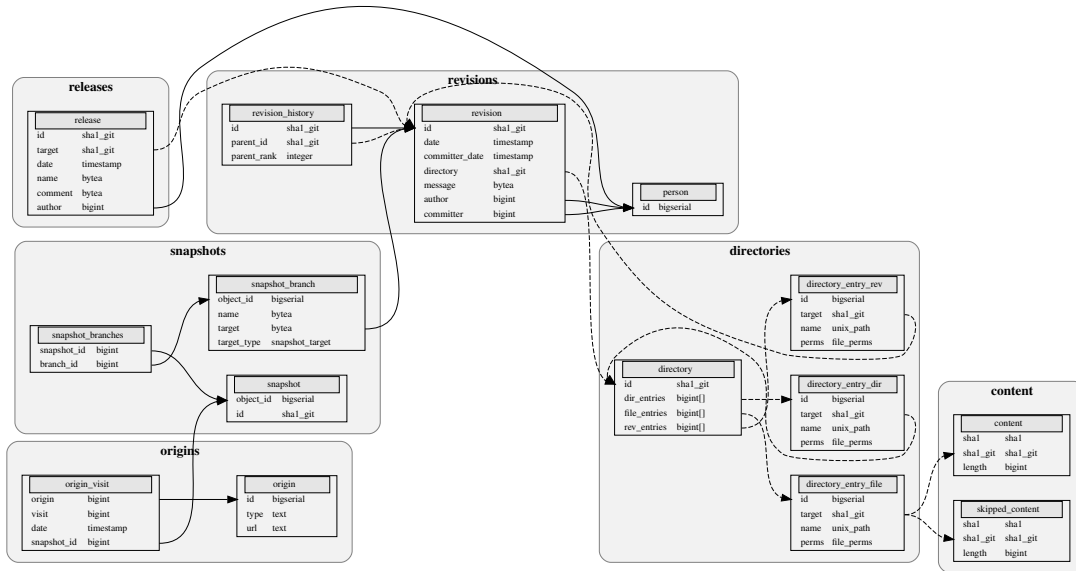 releases
release
id sha1_git
target sha1_git
date timestamp
name bytea
comment bytea
author bigint
revisions
revision_history
id sha1_git
parent_id sha1_git
parent_rank integer
revision
id sha1_git
date timestamp
committer_date timestamp
directory sha1_git
message bytea
author bigint
committer bigint
person
id bigserial
snapshots
snapshot_branch
object_id bigserial
name bytea
target bytea
target_type snapshot_target
snapshot_branches
snapshot_id bigint
branch_id bigint
snapshot
object_id bigserial
id sha1_git
origins
origin_visit
origin bigint
visit bigint
date timestamp
snapshot_id bigint
origin
id bigserial
type text
url text
directories
directory_entry_rev
id bigserial
target sha1_git
name unix_path
perms file_perms
directory
id sha1_git
dir_entries bigint[]
file_entries bigint[]
rev_entries bigint[]
directory_entry_dir
id bigserial
target sha1_git
name unix_path
perms file_perms
directory_entry_file
id bigserial
target sha1_git
name unix_path
perms file_perms
content
content
sha1 sha1
sha1_git sha1_git
length bigint
skipped_content
sha1 sha1
sha1_git sha1_git
length bigint